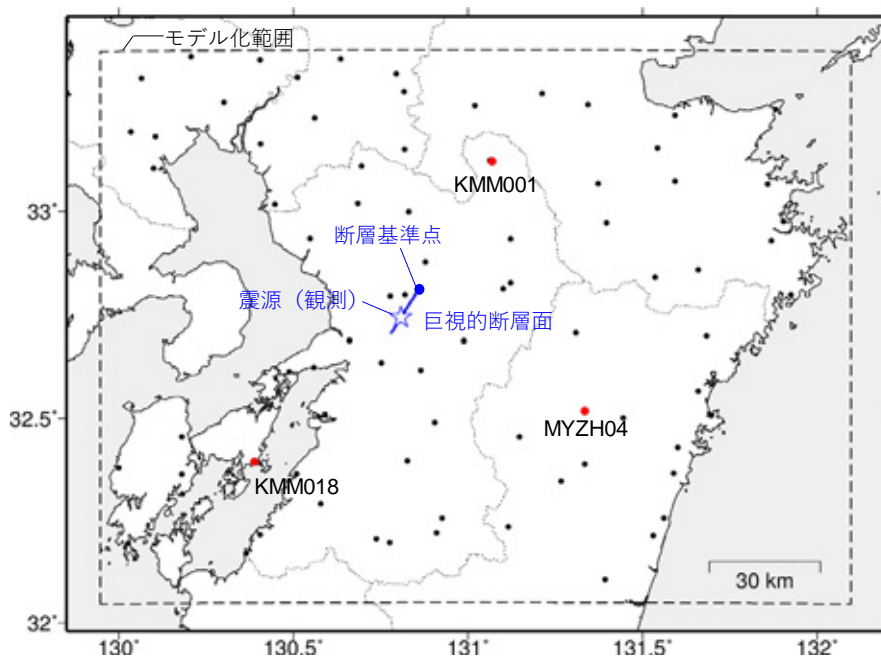 モデル化範囲
KMM001
33°
断層基準点
震源（観測）
巨視的断層面
32.5°
MYZH04
KMM018
30 km
32°
130°
130.5°
131°
131.5°
132°